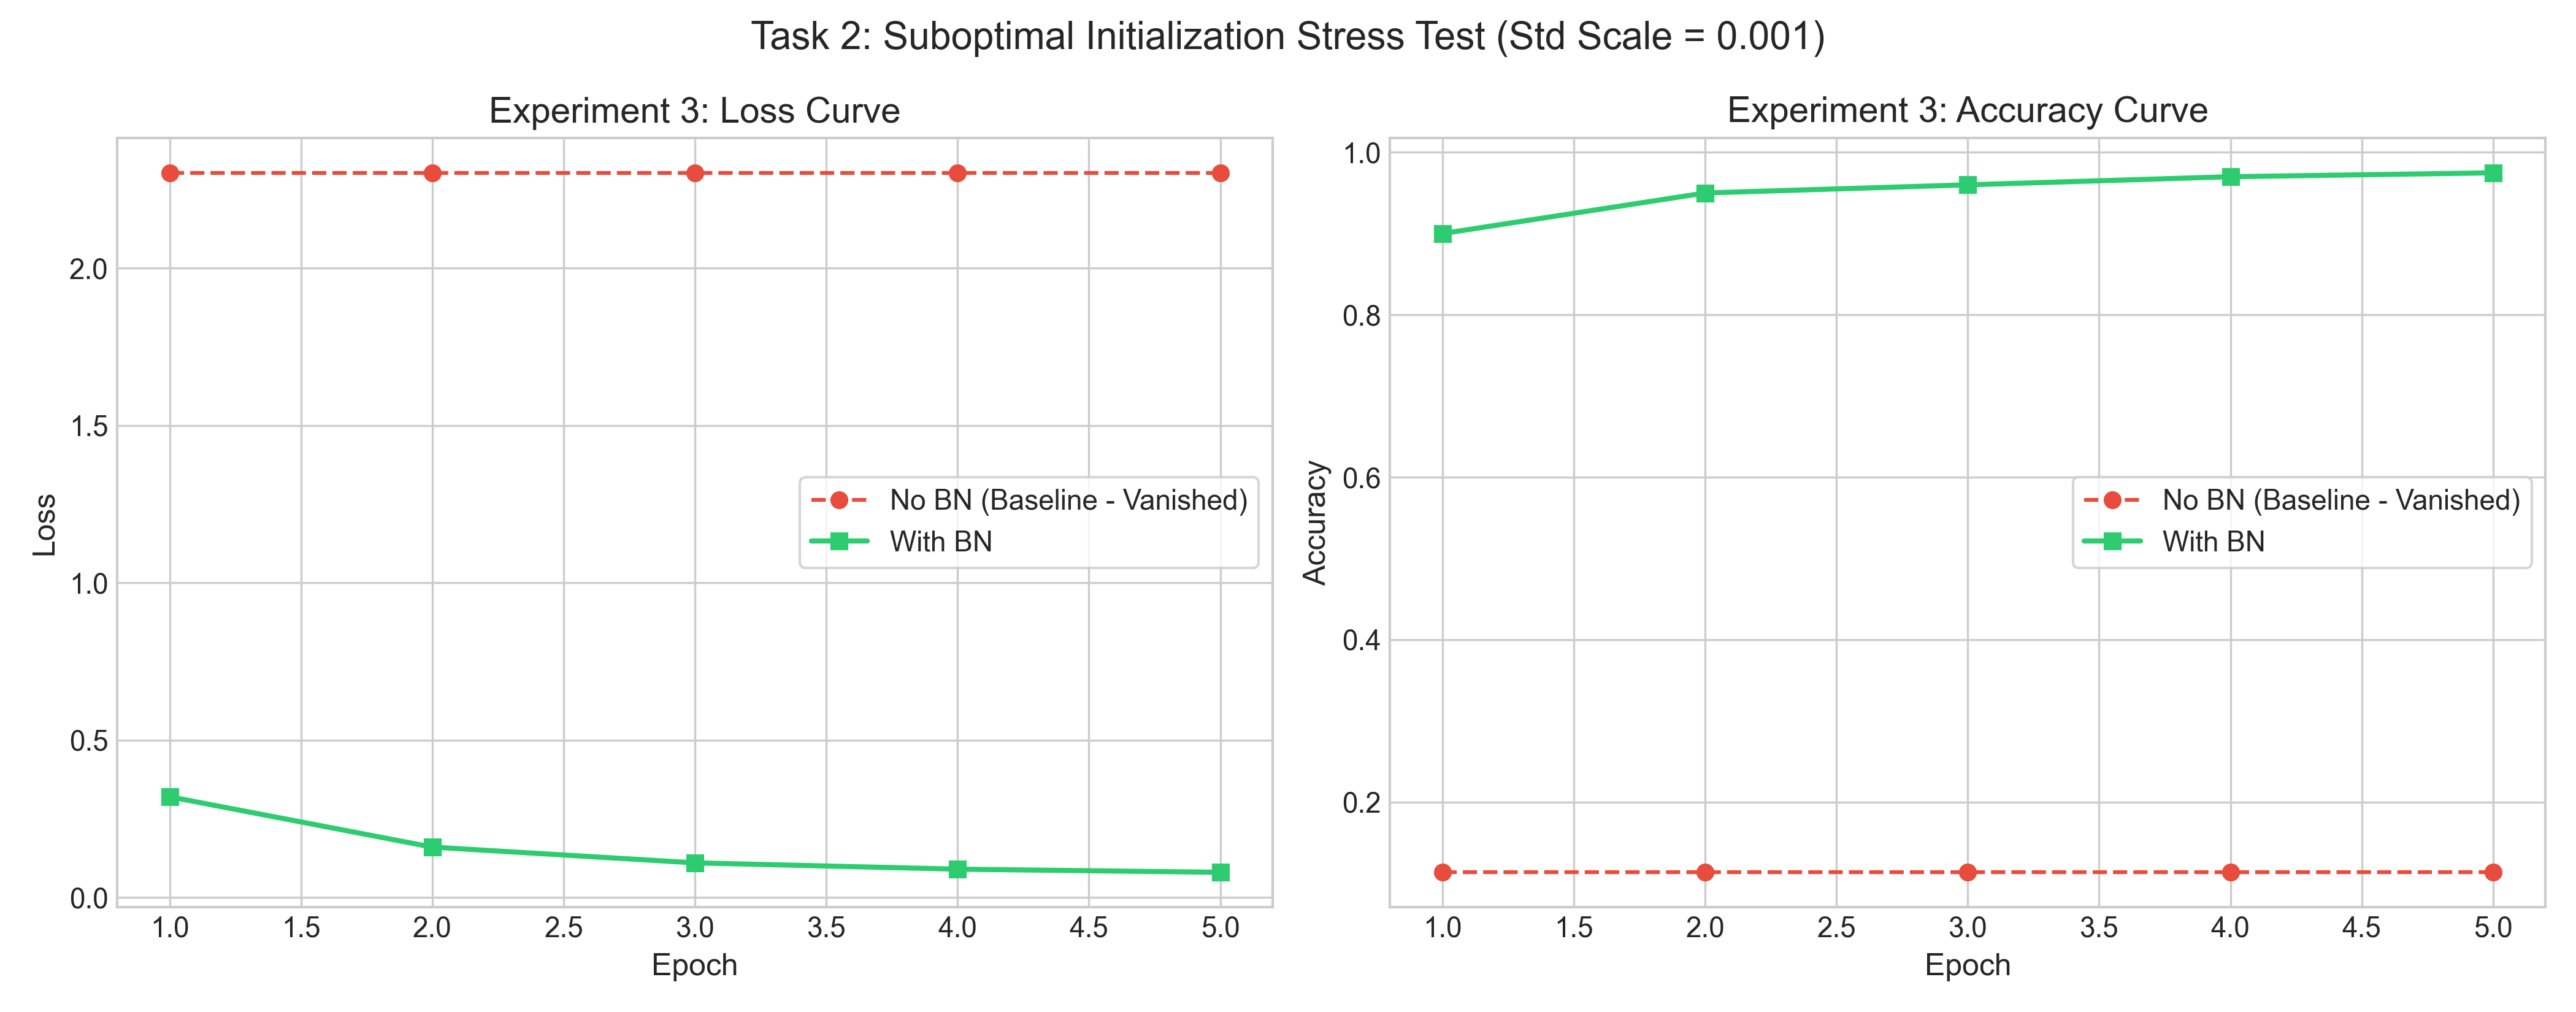 Task 2: Suboptimal Initialization Stress Test (Std Scale = 0.001)
Experiment 3: Loss Curve
Loss
2.0
1.5
1.0
0.5
0.0
No BN (Baseline - Vanished)
With BN
1.0 1.5 2.0 2.5 3.0 3.5 4.0 4.5 5.0
Epoch
Experiment 3: Accuracy Curve
Accuracy
1.0
0.8
0.6
0.4
0.2
No BN (Baseline - Vanished)
With BN
1.0 1.5 2.0 2.5 3.0 3.5 4.0 4.5 5.0
Epoch